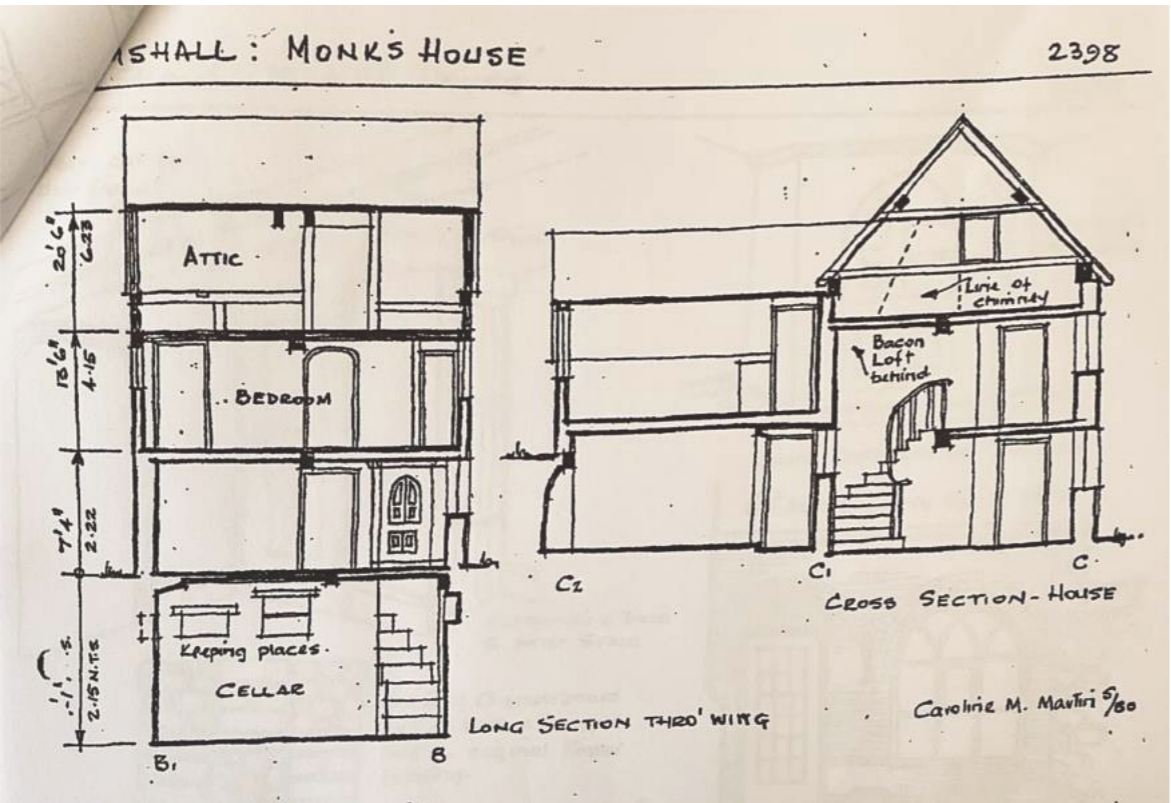 SHALL: MONK'S HOUSE
2398
20'6"
6.23
ATTIC
13'6"
4.15
BEDROOM
7'4"
2.22
2.15 N.T.S.
Keeping places.
CELLAR
B1
B
LONG SECTION THRO' WING
Line of
chimney
Bacon
Loft
behind
C2
C1
C
CROSS SECTION - HOUSE
Caroline M. Martin 5/80